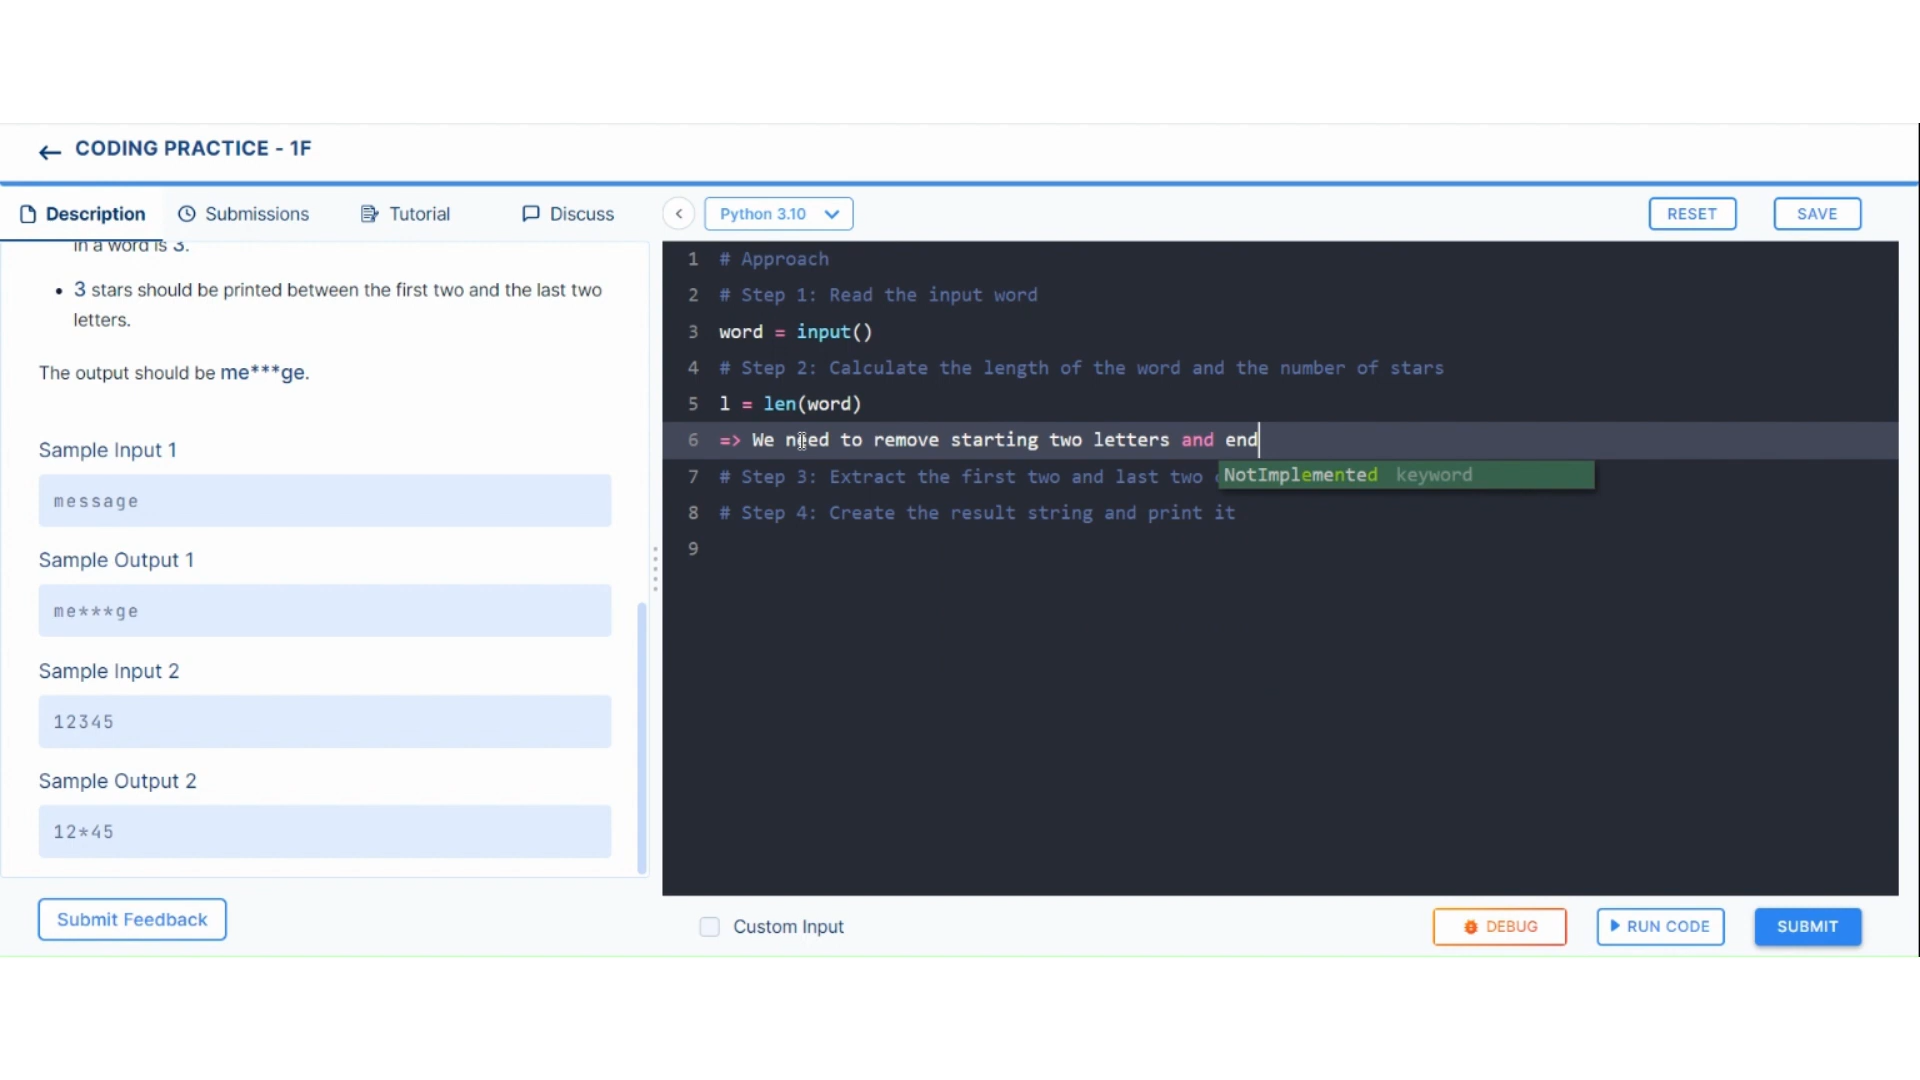 CODING PRACTICE - 1F
Description
Submissions
Tutorial
Discuss
Python 3.10
RESET
SAVE
in a word is 3.
• 3 stars should be printed between the first two and the last two
letters.
The output should be me***ge.
Sample Input 1
message
Sample Output 1
me***ge
Sample Input 2
12345
Sample Output 2
12*45
Submit Feedback
1 # Approach
2 # Step 1: Read the input word
3 word = input()
4 # Step 2: Calculate the length of the word and the number of stars
5 l = len(word)
6 => We need to remove starting two letters and end
7 # Step 3: Extract the first two and last two
NotImplemented keyword
8 # Step 4: Create the result string and print it
9
Custom Input
DEBUG
RUN CODE
SUBMIT